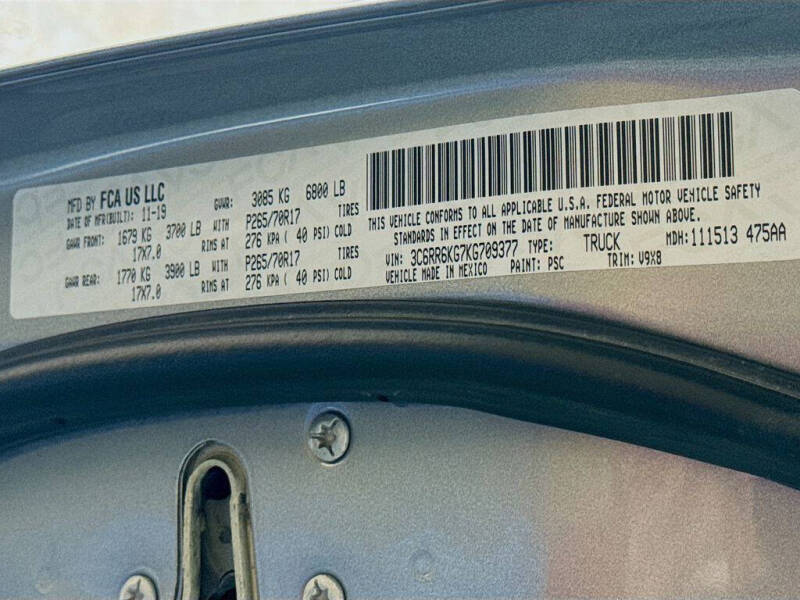 MFD BY FCA US LLC
DATE OF MFR(BUILT): 11-19 GVWR: 3085 KG 6800 LB
GAWR FRONT: 1679 KG 3700 LB WITH P265/70R17 TIRES
17X7.0 RIMS AT 276 KPA ( 40 PSI) COLD
GAWR REAR: 1770 KG 3900 LB WITH P265/70R17 TIRES
17X7.0 RIMS AT 276 KPA ( 40 PSI) COLD
THIS VEHICLE CONFORMS TO ALL APPLICABLE U.S.A. FEDERAL MOTOR VEHICLE SAFETY
STANDARDS IN EFFECT ON THE DATE OF MANUFACTURE SHOWN ABOVE.
VIN: 3C6RR6KG7KG709377 TYPE: TRUCK MDH: 111513 475AA
VEHICLE MADE IN MEXICO PAINT: PSC TRIM: V9X8